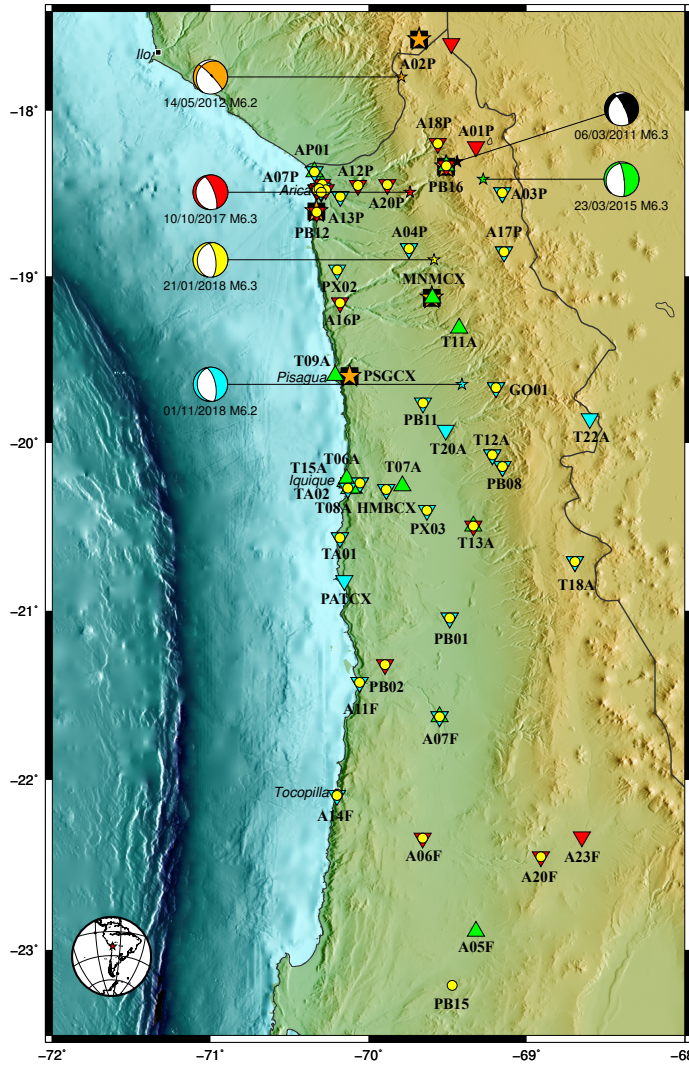 Ilo
A02P
−18°
14/05/2012 M6.2
A18P
A01P
06/03/2011 M6.3
AP01
A07P
A12P
PB16
Arica
A20P
A03P
10/10/2017 M6.3
A13P
23/03/2015 M6.3
PB12
A04P
A17P
−19°
PX02
MNMCX
21/01/2018 M6.3
A16P
T11A
T09A
Pisagua
PSGCX
GO01
01/11/2018 M6.2
PB11
−20°
T20A
T12A
T22A
T06A
T15A
T07A
Iquique
PB08
TA02
T08A
HMBCX
PX03
T13A
TA01
T18A
PATCX
−21°
PB01
PB02
A11F
A07F
−22°
Tocopilla
A14F
A06F
A20F
A23F
A05F
−23°
PB15
−72°
−71°
−70°
−69°
−68